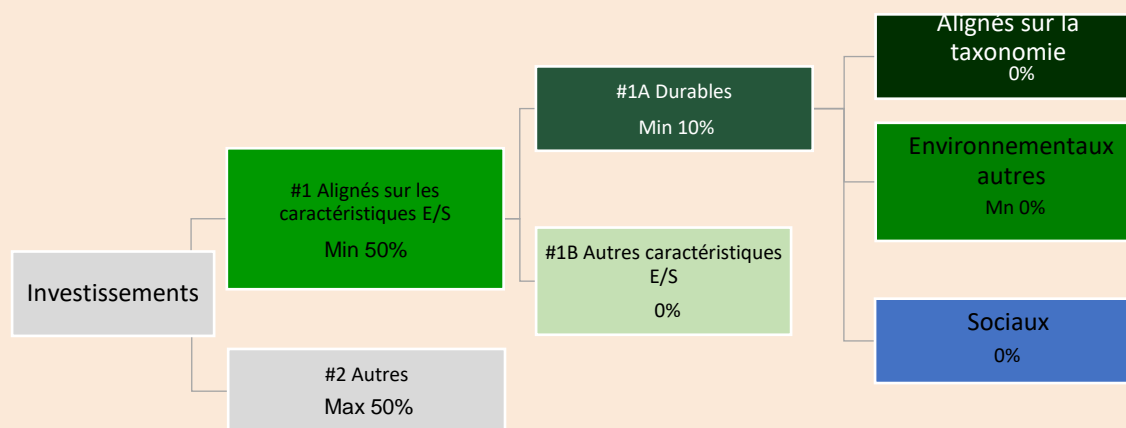 Investissements
#1 Alignés sur les
caractéristiques E/S
Min 50%
#2 Autres
Max 50%
#1A Durables
Min 10%
#1B Autres caractéristiques
E/S
0%
Alignés sur la
taxonomie
0%
Environnementaux
autres
Mn 0%
Sociaux
0%